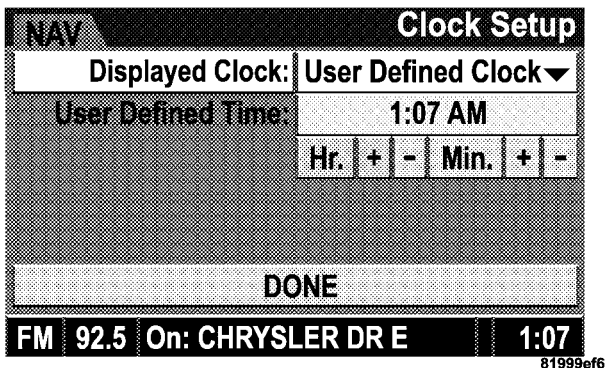 NAV Clock Setup
Displayed Clock: User Defined Clock
User Defined Time: 1:07 AM
Hr. + - Min. + -
DONE
FM 92.5 On: CHRYSLER DR E 1:07
81999ef6